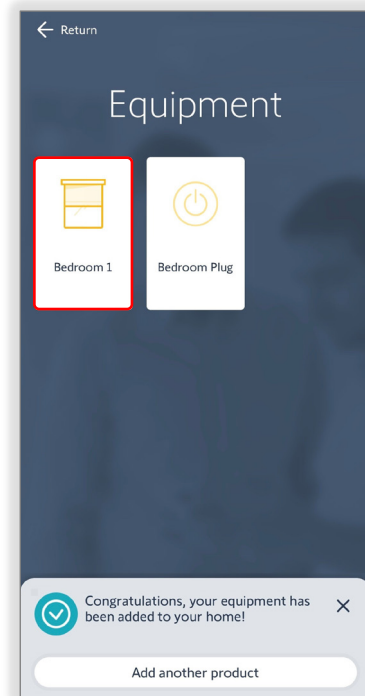 Return
Equipment
Bedroom 1
Bedroom Plug
Congratulations, your equipment has
been added to your home!
Add another product